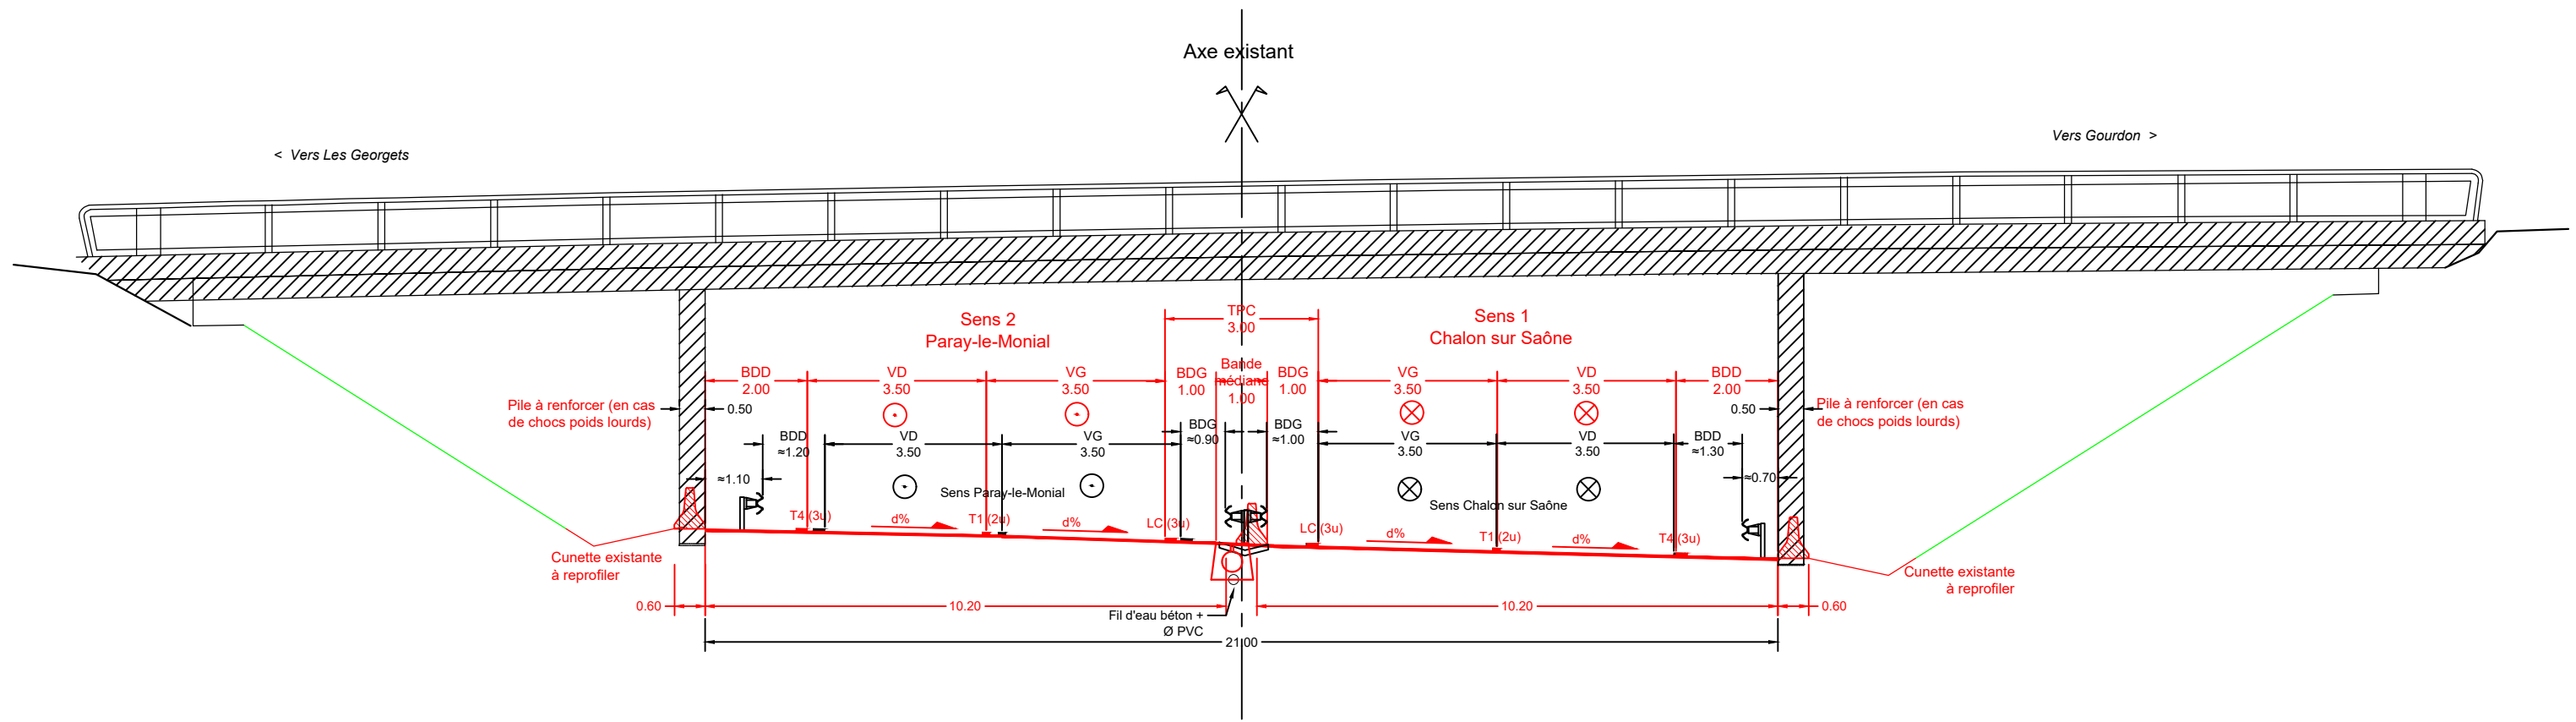 Axe existant
< Vers Les Georgets
Vers Gourdon >
Sens 2
Paray-le-Monial
TPC
3.00
Sens 1
Chalon sur Saône
BDD
2.00
VD
3.50
VG
3.50
BDG
1.00
Bande
médiane
1.00
BDG
1.00
VG
3.50
VD
3.50
BDD
2.00
Pile à renforcer (en cas
de chocs poids lourds)
0.50
0.50
Pile à renforcer (en cas
de chocs poids lourds)
BDD
≈1.20
VD
3.50
VG
3.50
BDG
≈0.90
BDG
≈1.00
VG
3.50
VD
3.50
BDD
≈1.30
≈1.10
≈0.70
Sens Paray-le-Monial
Sens Chalon sur Saône
T4 (3u)
d%
T1 (2u)
d%
LC (3u)
LC (3u)
d%
T1 (2u)
d%
T4 (3u)
Cunette existante
à reprofiler
Cunette existante
à reprofiler
0.60
10.20
10.20
0.60
Fil d'eau béton +
Ø PVC
21.00